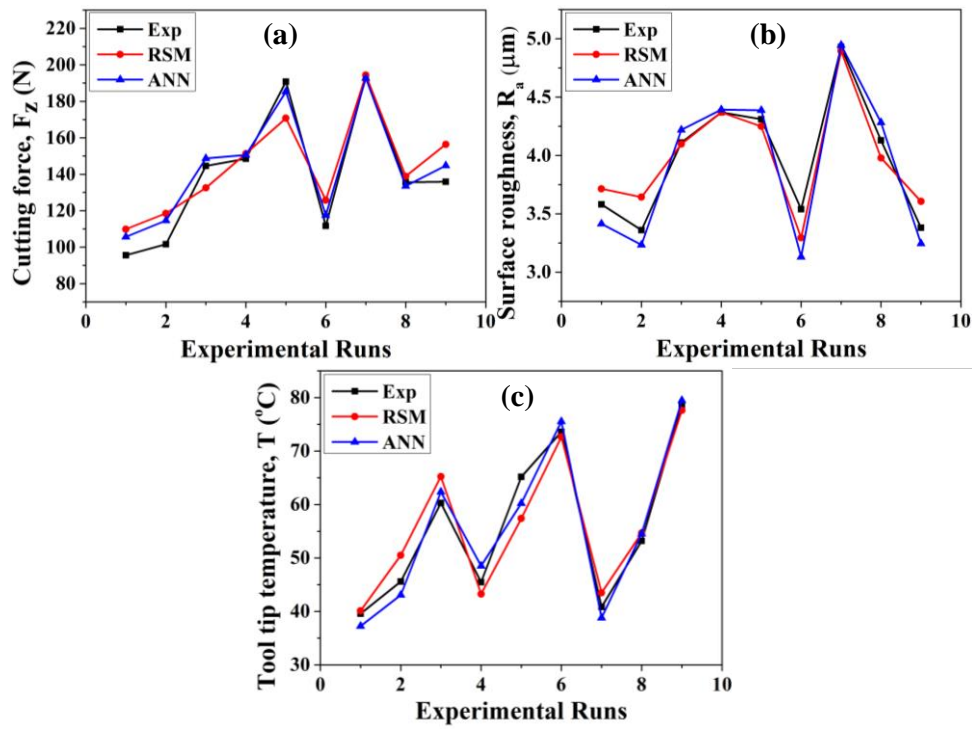 (a)
Exp
RSM
ANN
Cutting force, F_Z (N)
200
180
160
140
120
100
80
0 2 4 6 8 10
Experimental Runs
(b)
Exp
RSM
ANN
Surface roughness, R_a (μm)
5.0
4.5
4.0
3.5
3.0
0 2 4 6 8 10
Experimental Runs
(c)
Exp
RSM
ANN
Tool tip temperature, T (°C)
80
70
60
50
40
30
0 2 4 6 8 10
Experimental Runs